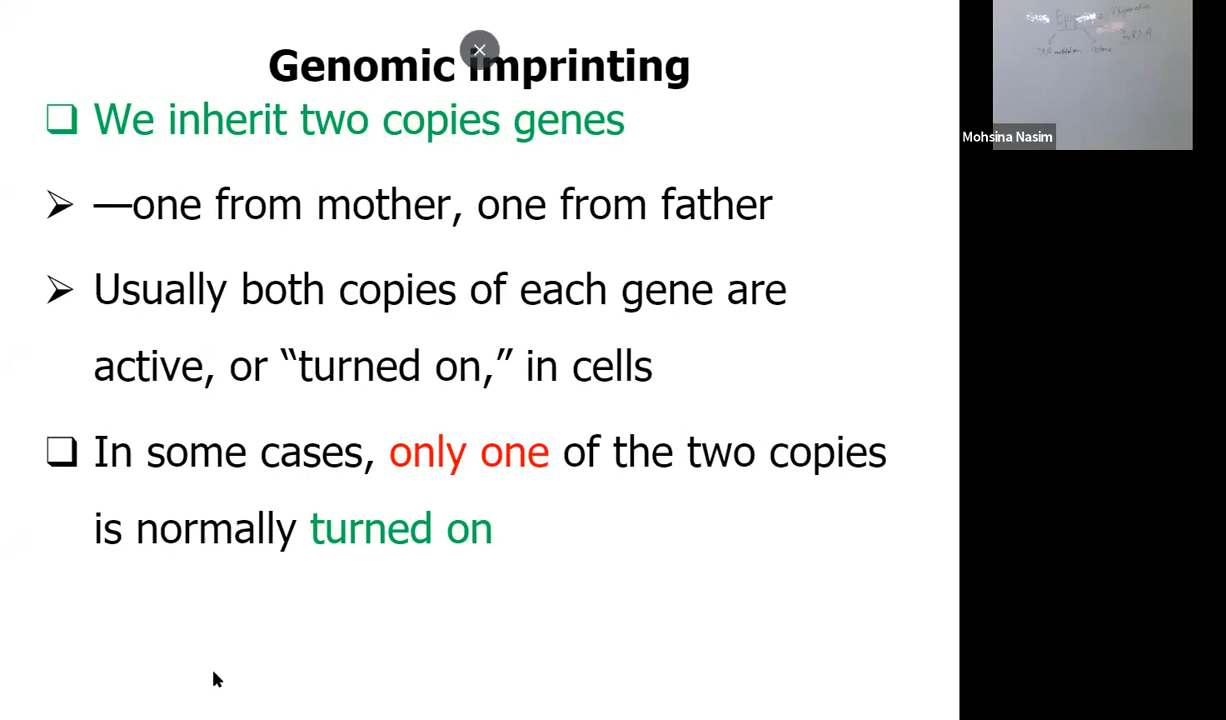 Genomic imprinting
❑ We inherit two copies genes
➢ —one from mother, one from father
➢ Usually both copies of each gene are
active, or “turned on,” in cells
❑ In some cases, only one of the two copies
is normally turned on
Mohsina Nasim